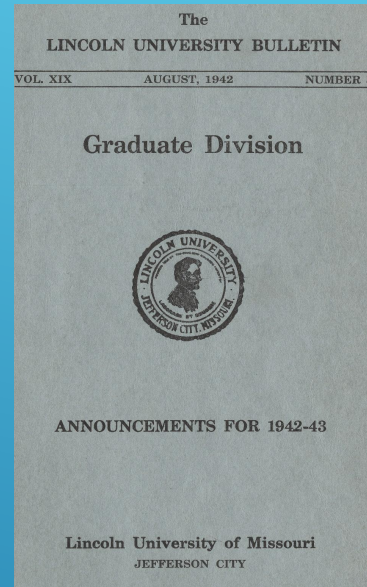 The
LINCOLN UNIVERSITY BULLETIN
VOL. XIX AUGUST, 1942 NUMBER
Graduate Division
LINCOLN UNIVERSITY
JEFFERSON CITY, MISSOURI
ANNOUNCEMENTS FOR 1942-43
Lincoln University of Missouri
JEFFERSON CITY